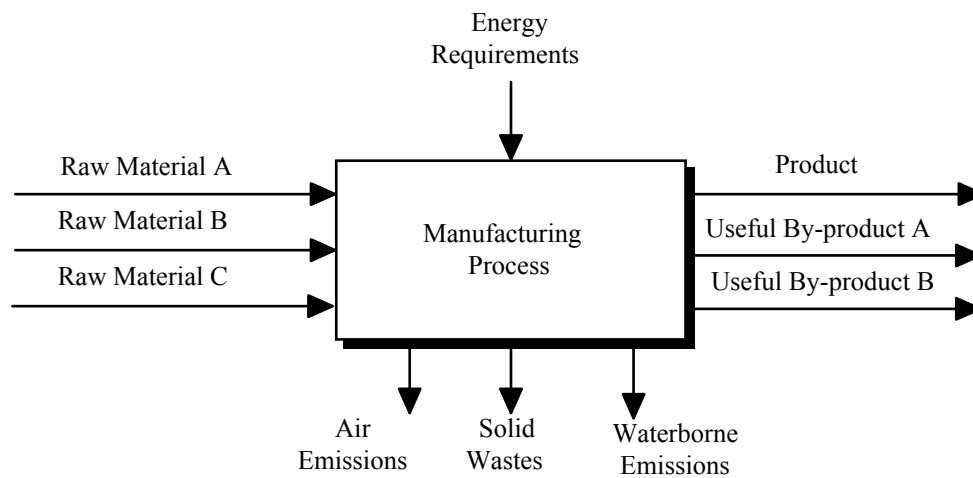 Energy
Requirements
Raw Material A
Raw Material B
Raw Material C
Manufacturing
Process
Product
Useful By-product A
Useful By-product B
Air
Emissions
Solid
Wastes
Waterborne
Emissions